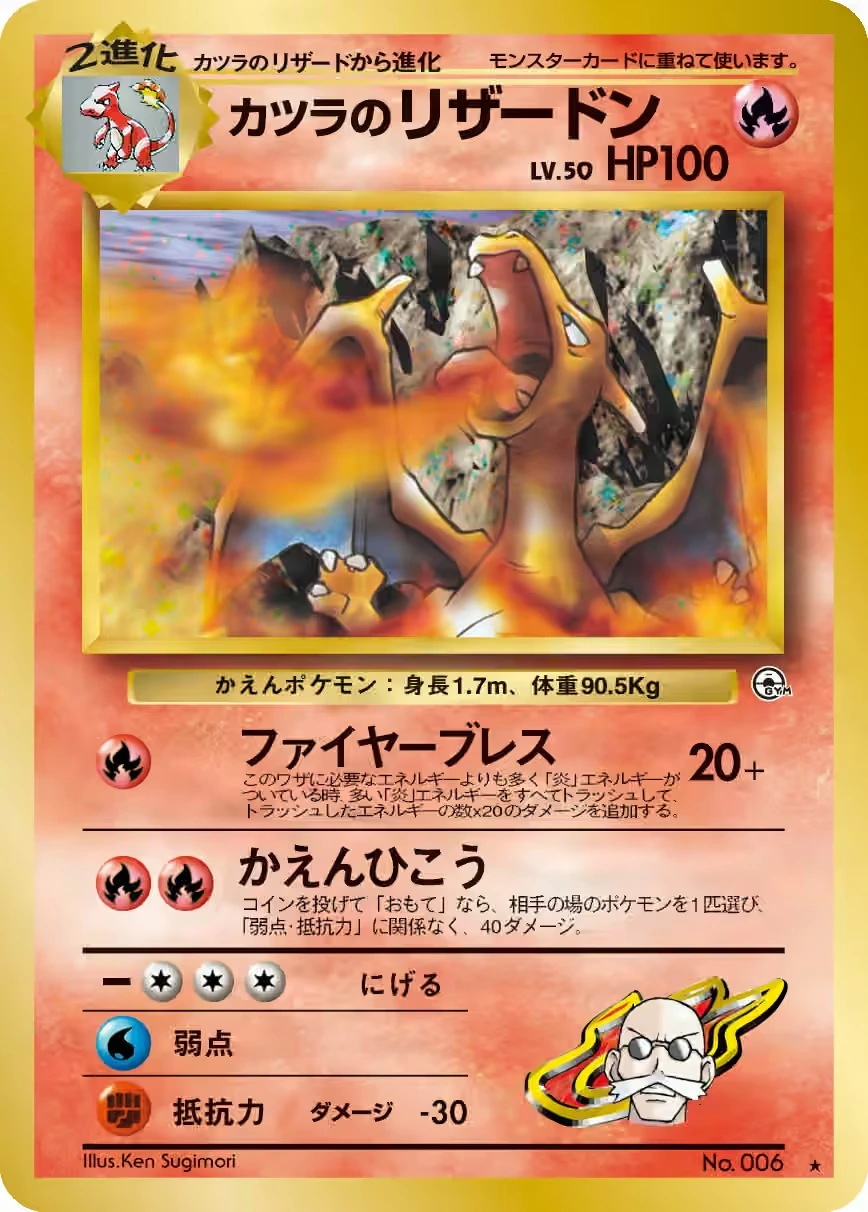 2進化
カツラのリザードから進化
モンスターカードに重ねて使います。
カツラのリザードン
LV.50 HP100
かえんポケモン：身長1.7m、体重90.5Kg
GYM
ファイヤーブレス
20+
このワザに必要なエネルギーよりも多く「炎」エネルギーが
ついている時、多い「炎」エネルギーをすべてトラッシュして、
トラッシュしたエネルギーの数x20のダメージを追加する。
かえんひこう
コインを投げて「おもて」なら、相手の場のポケモンを1匹選び、
「弱点・抵抗力」に関係なく、40ダメージ。
にげる
弱点
抵抗力 ダメージ -30
Illus.Ken Sugimori
No.006 ★